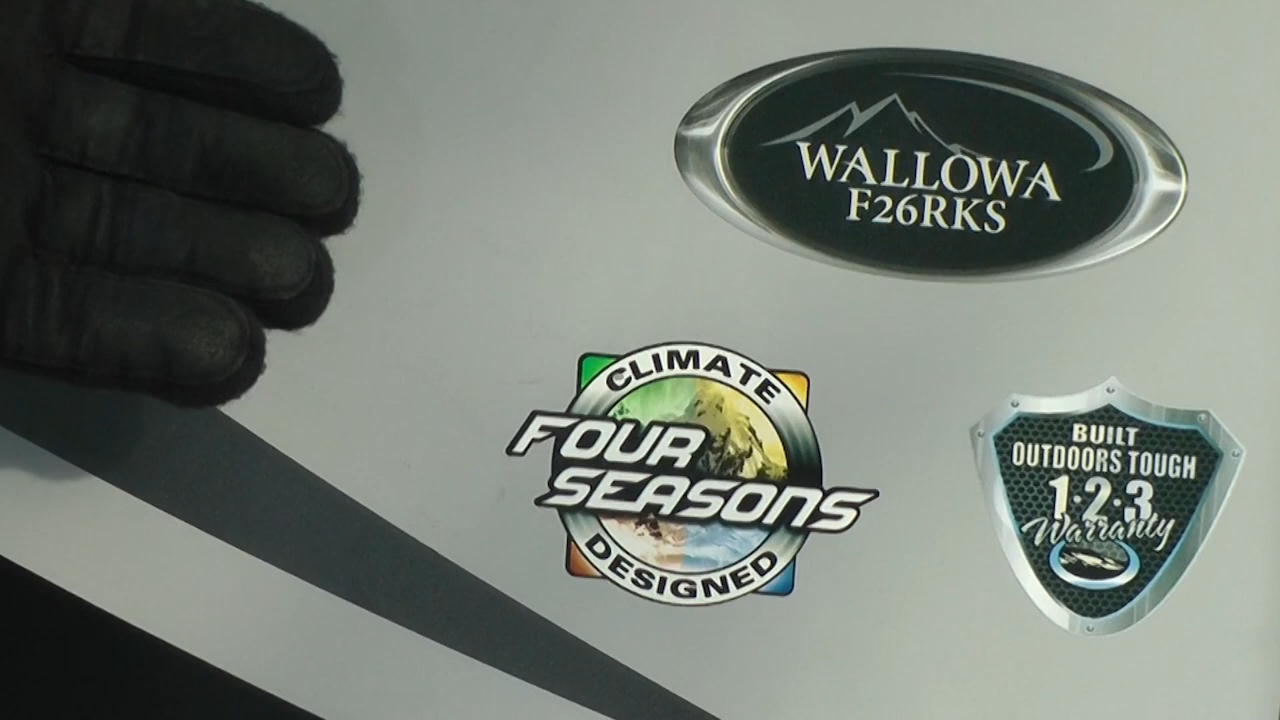 WALLOWA
F26RKS
CLIMATE
FOUR
SEASONS
DESIGNED
BUILT
OUTDOORS TOUGH
1·2·3
Warranty